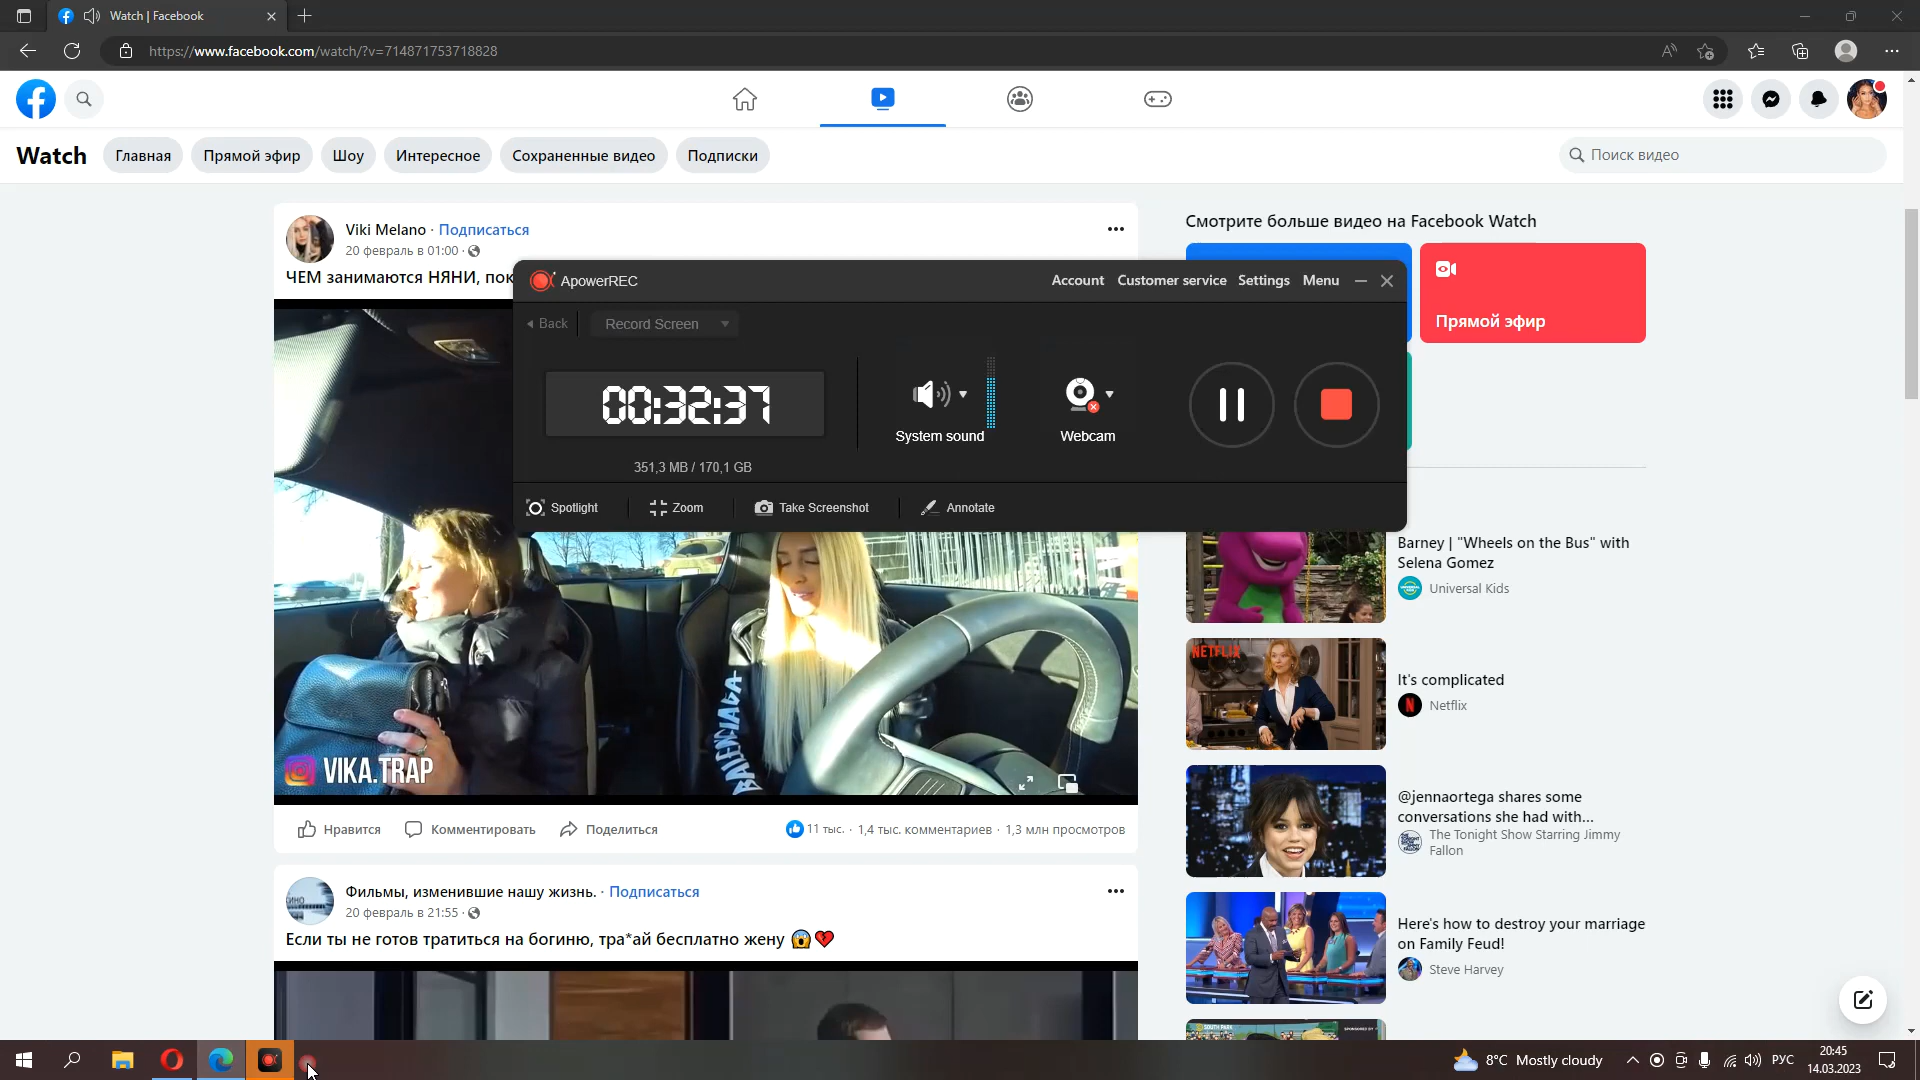 Watch | Facebook
https://www.facebook.com/watch/?v=714871753718828
Watch
Главная
Прямой эфир
Шоу
Интересное
Сохраненные видео
Подписки
Поиск видео
Viki Melano · Подписаться
20 февраль в 01:00 ·
ЧЕМ занимаются НЯНИ, пок
Смотрите больше видео на Facebook Watch
Прямой эфир
ApowerREC
Account
Customer service
Settings
Menu
Back
Record Screen
00:32:37
351,3 MB / 170,1 GB
System sound
Webcam
Spotlight
Zoom
Take Screenshot
Annotate
BALENCIAGA
VIKA.TRAP
Нравится
Комментировать
Поделиться
11 тыс. · 1,4 тыс. комментариев · 1,3 млн просмотров
Фильмы, изменившие нашу жизнь. · Подписаться
20 февраль в 21:55 ·
Если ты не готов тратиться на богиню, тра*ай бесплатно жену 😱💔
Barney | "Wheels on the Bus" with
Selena Gomez
Universal Kids
NETFLIX
It's complicated
Netflix
@jennaortega shares some
conversations she had with...
The Tonight Show Starring Jimmy
Fallon
Here's how to destroy your marriage
on Family Feud!
Steve Harvey
SOUTH PARK
SPONSORED BY
8°C Mostly cloudy
РУС
20:45
14.03.2023